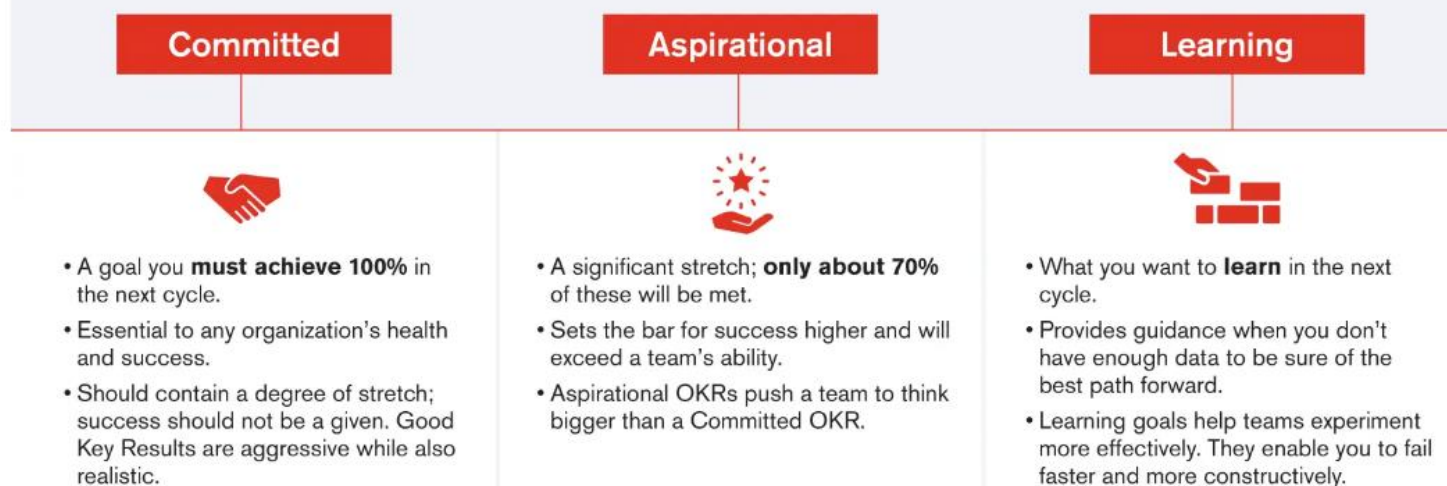 Committed
Aspirational
Learning
• A goal you must achieve 100% in
the next cycle.
• Essential to any organization's health
and success.
• Should contain a degree of stretch;
success should not be a given. Good
Key Results are aggressive while also
realistic.
• A significant stretch; only about 70%
of these will be met.
• Sets the bar for success higher and will
exceed a team's ability.
• Aspirational OKRs push a team to think
bigger than a Committed OKR.
• What you want to learn in the next
cycle.
• Provides guidance when you don't
have enough data to be sure of the
best path forward.
• Learning goals help teams experiment
more effectively. They enable you to fail
faster and more constructively.